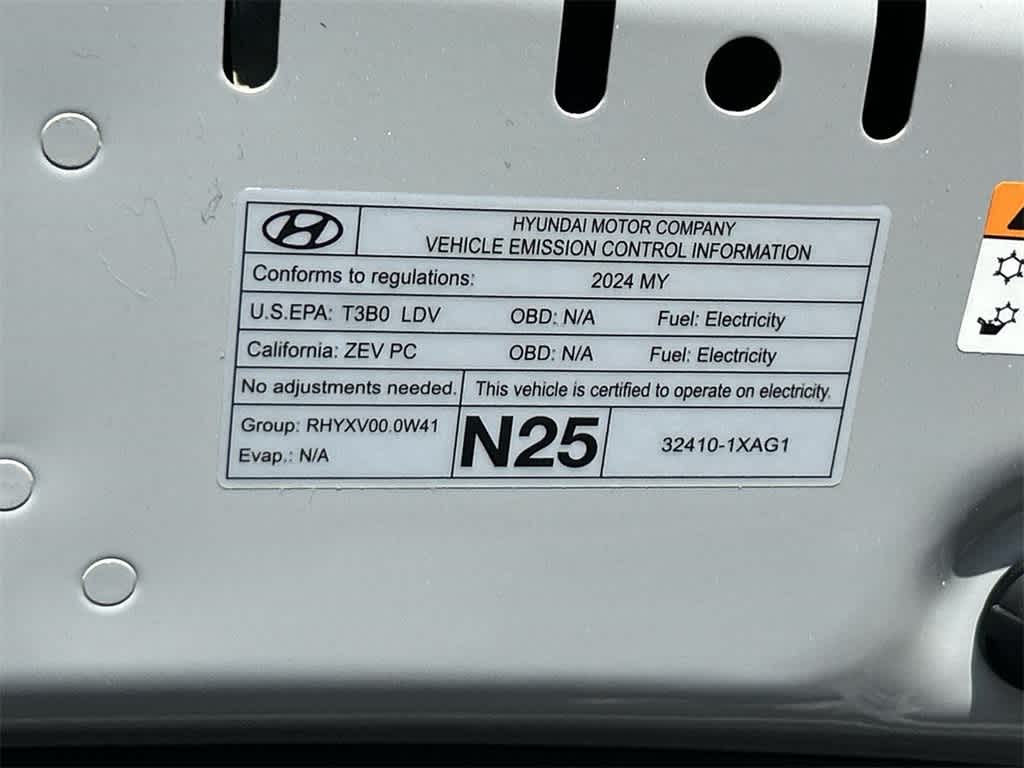 HYUNDAI MOTOR COMPANY
VEHICLE EMISSION CONTROL INFORMATION
Conforms to regulations: 2024 MY
U.S.EPA: T3B0 LDV OBD: N/A Fuel: Electricity
California: ZEV PC OBD: N/A Fuel: Electricity
No adjustments needed. This vehicle is certified to operate on electricity.
Group: RHYXV00.0W41
Evap.: N/A
N25
32410-1XAG1